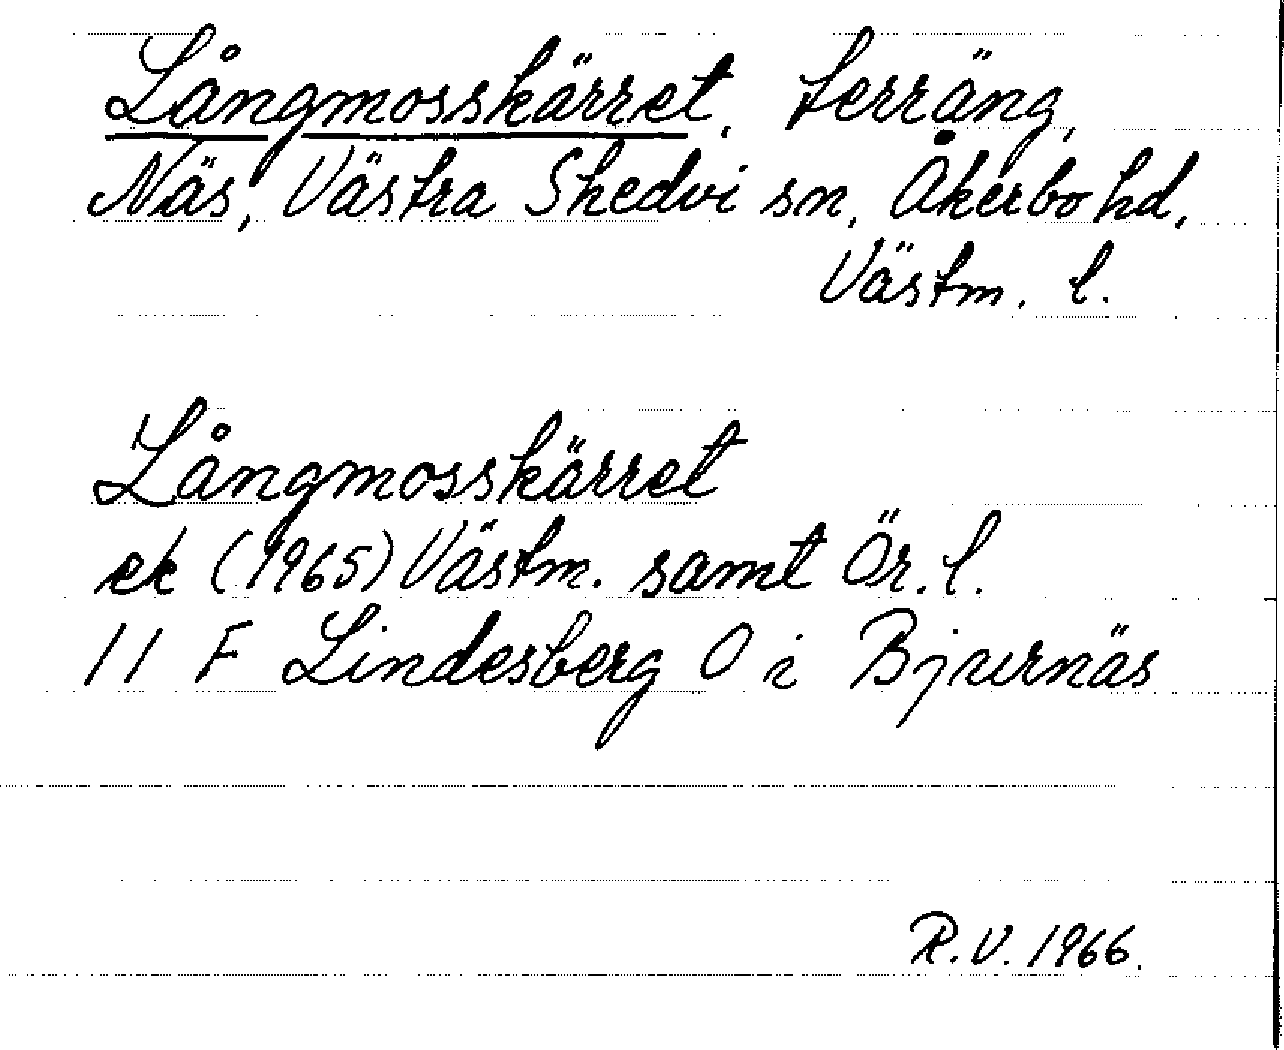 Långmosskärret, terräng,
Näs, Västra Skedvi sn, Åkerbo hd,
Västm. l.
Långmosskärret
ek (1965) Västm. samt Ör. l.
11 F Lindesberg O i Bjurnäs
R.V. 1966.